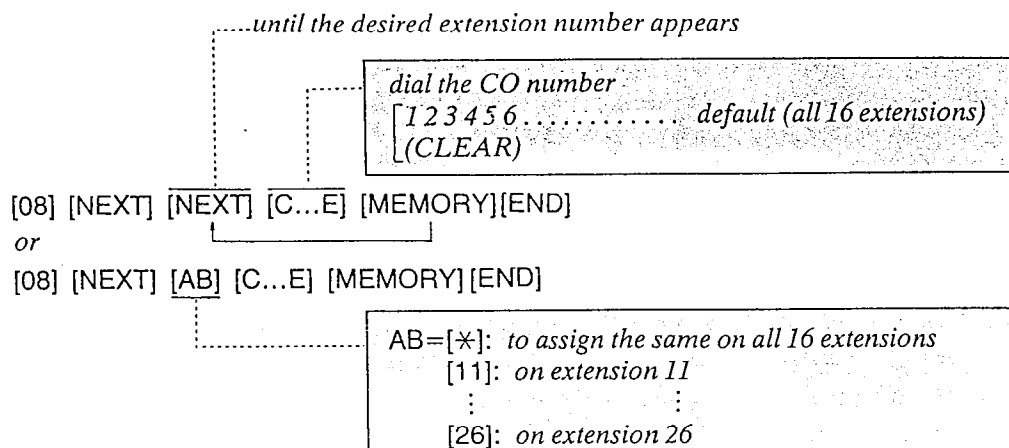 until the desired extension number appears
dial the CO number
1 2 3 4 5 6 ............ default (all 16 extensions)
(CLEAR)
[08] [NEXT] [NEXT] [C...E] [MEMORY] [END]
or
[08] [NEXT] [AB] [C...E] [MEMORY] [END]
AB=[✳]: to assign the same on all 16 extensions
[11]: on extension 11
⋮ ⋮
[26]: on extension 26